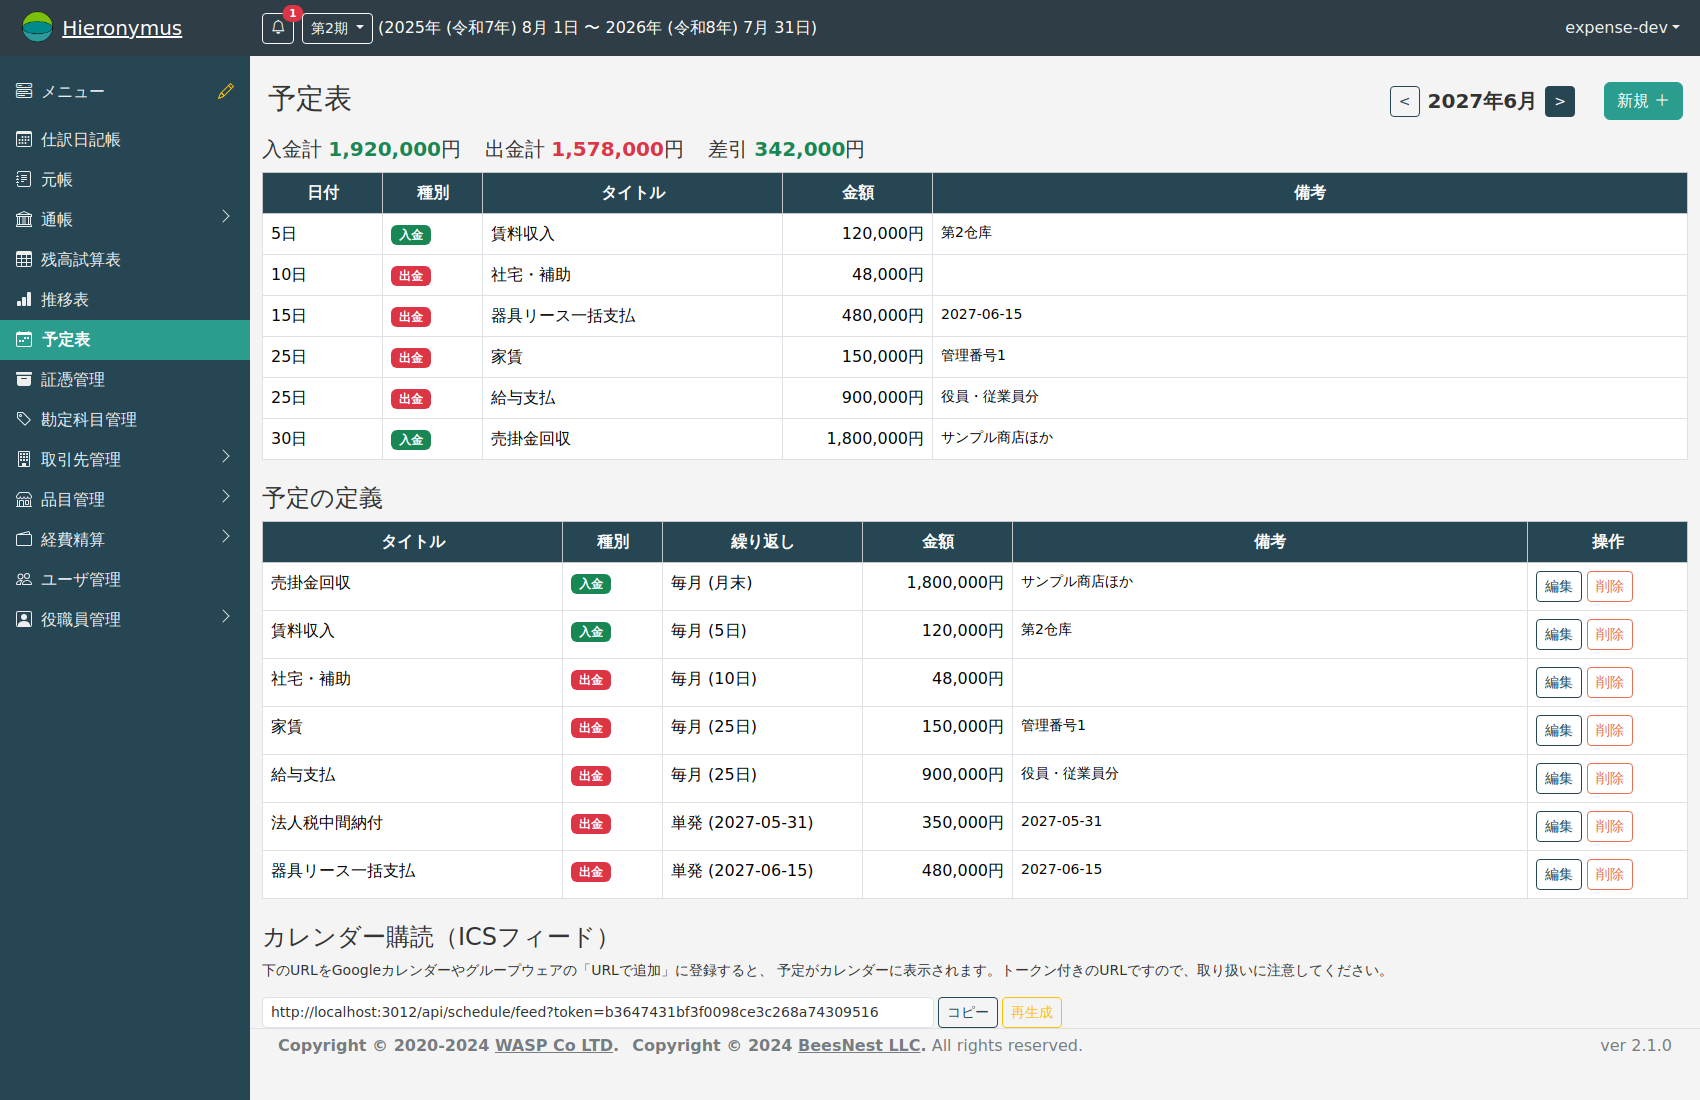 Hieronymus
1
第2期 (2025年 (令和7年) 8月 1日 〜 2026年 (令和8年) 7月 31日)
expense-dev
メニュー
仕訳日記帳
元帳
通帳
残高試算表
推移表
予定表
証憑管理
勘定科目管理
取引先管理
品目管理
経費精算
ユーザ管理
役職員管理
予定表
< 2027年6月 >
新規 +
入金計 1,920,000円 出金計 1,578,000円 差引 342,000円
日付 種別 タイトル 金額 備考
5日 入金 賃料収入 120,000円 第2仓库
10日 出金 社宅・補助 48,000円
15日 出金 器具リース一括支払 480,000円 2027-06-15
25日 出金 家賃 150,000円 管理番号1
25日 出金 給与支払 900,000円 役員・従業員分
30日 入金 売掛金回収 1,800,000円 サンプル商店ほか
予定の定義
タイトル 種別 繰り返し 金額 備考 操作
売掛金回収 入金 毎月 (月末) 1,800,000円 サンプル商店ほか 編集 削除
賃料収入 入金 毎月 (5日) 120,000円 第2仓库 編集 削除
社宅・補助 出金 毎月 (10日) 48,000円 編集 削除
家賃 出金 毎月 (25日) 150,000円 管理番号1 編集 削除
給与支払 出金 毎月 (25日) 900,000円 役員・従業員分 編集 削除
法人税中間納付 出金 単発 (2027-05-31) 350,000円 2027-05-31 編集 削除
器具リース一括支払 出金 単発 (2027-06-15) 480,000円 2027-06-15 編集 削除
カレンダー購読（ICSフィード）
下のURLをGoogleカレンダーやグループウェアの「URLで追加」に登録すると、 予定がカレンダーに表示されます。トークン付きのURLですので、取り扱いに注意してください。
http://localhost:3012/api/schedule/feed?token=b3647431bf3f0098ce3c268a74309516 コピー 再生成
Copyright © 2020-2024 WASP Co LTD. Copyright © 2024 BeesNest LLC. All rights reserved.
ver 2.1.0